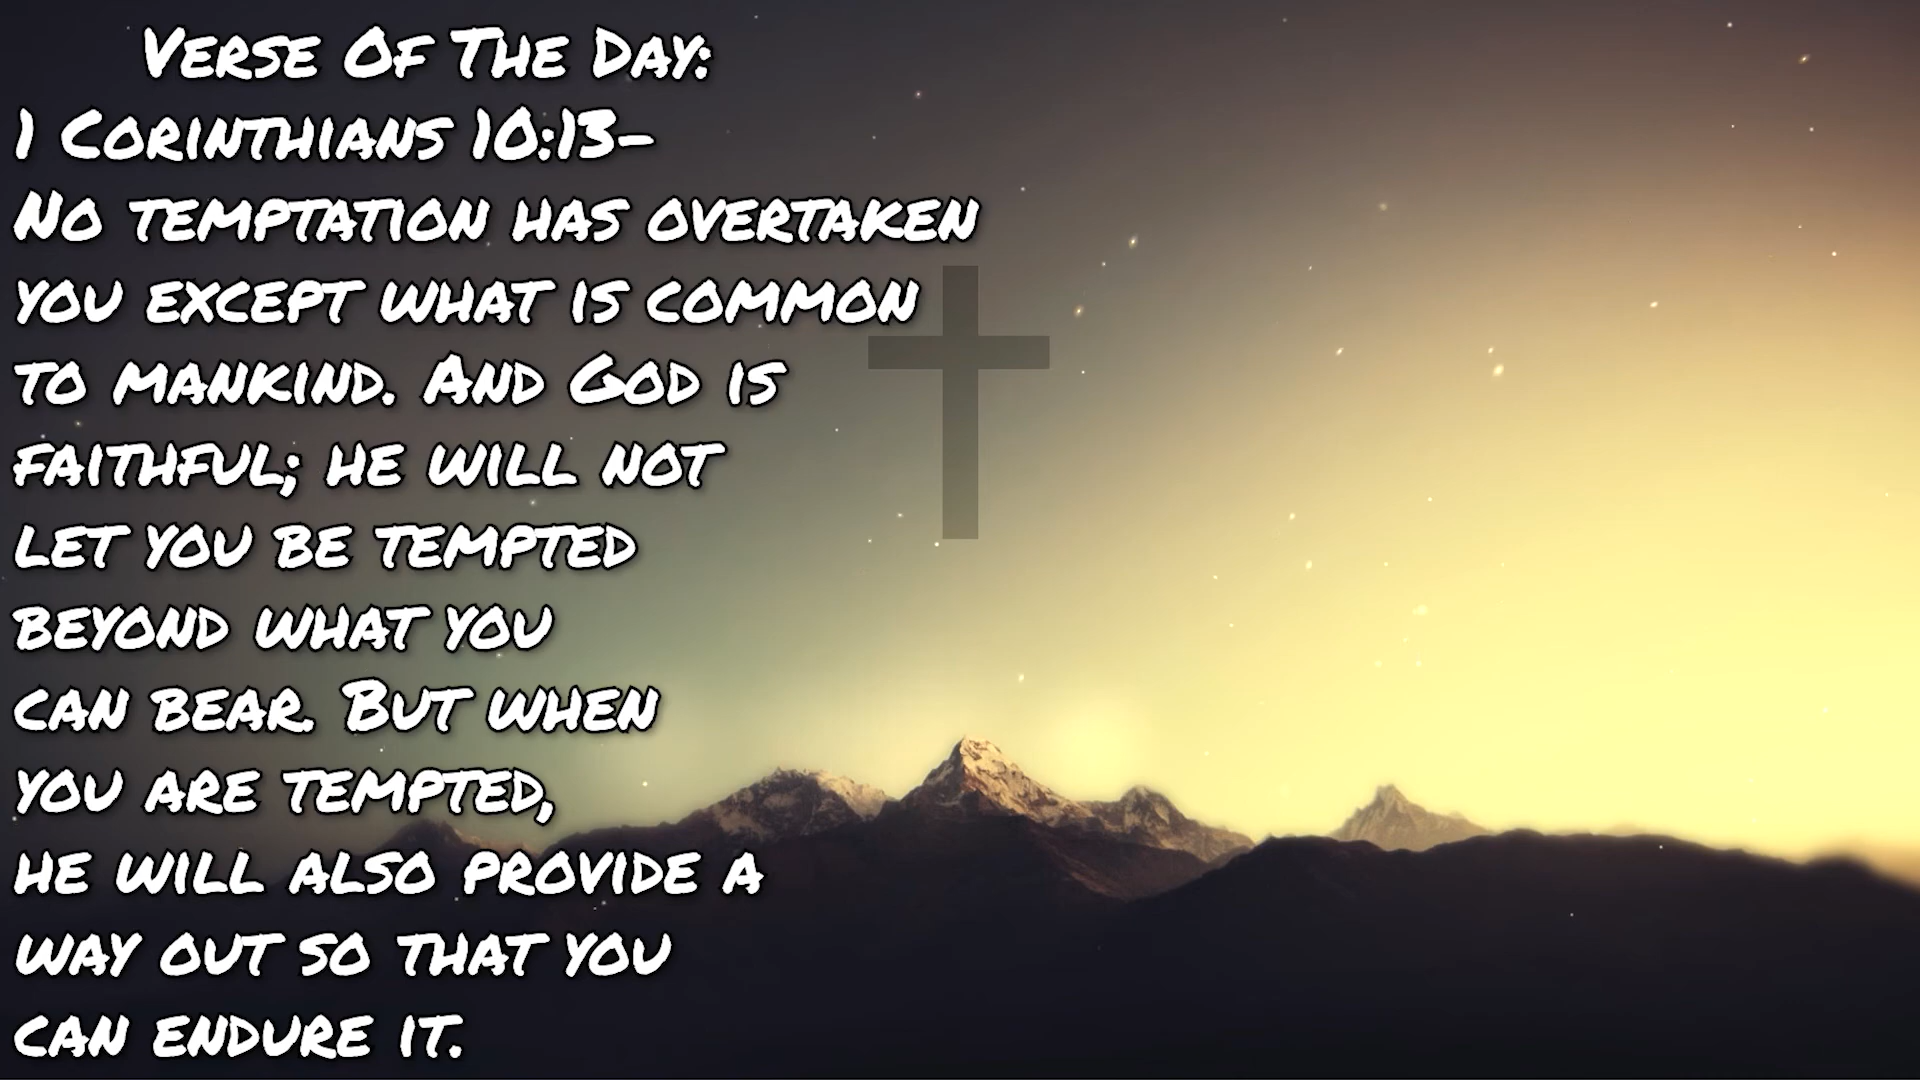 Verse Of The Day:
1 Corinthians 10:13-
No temptation has overtaken
you except what is common
to mankind. And God is
faithful; he will not
let you be tempted
beyond what you
can bear. But when
you are tempted,
he will also provide a
way out so that you
can endure it.